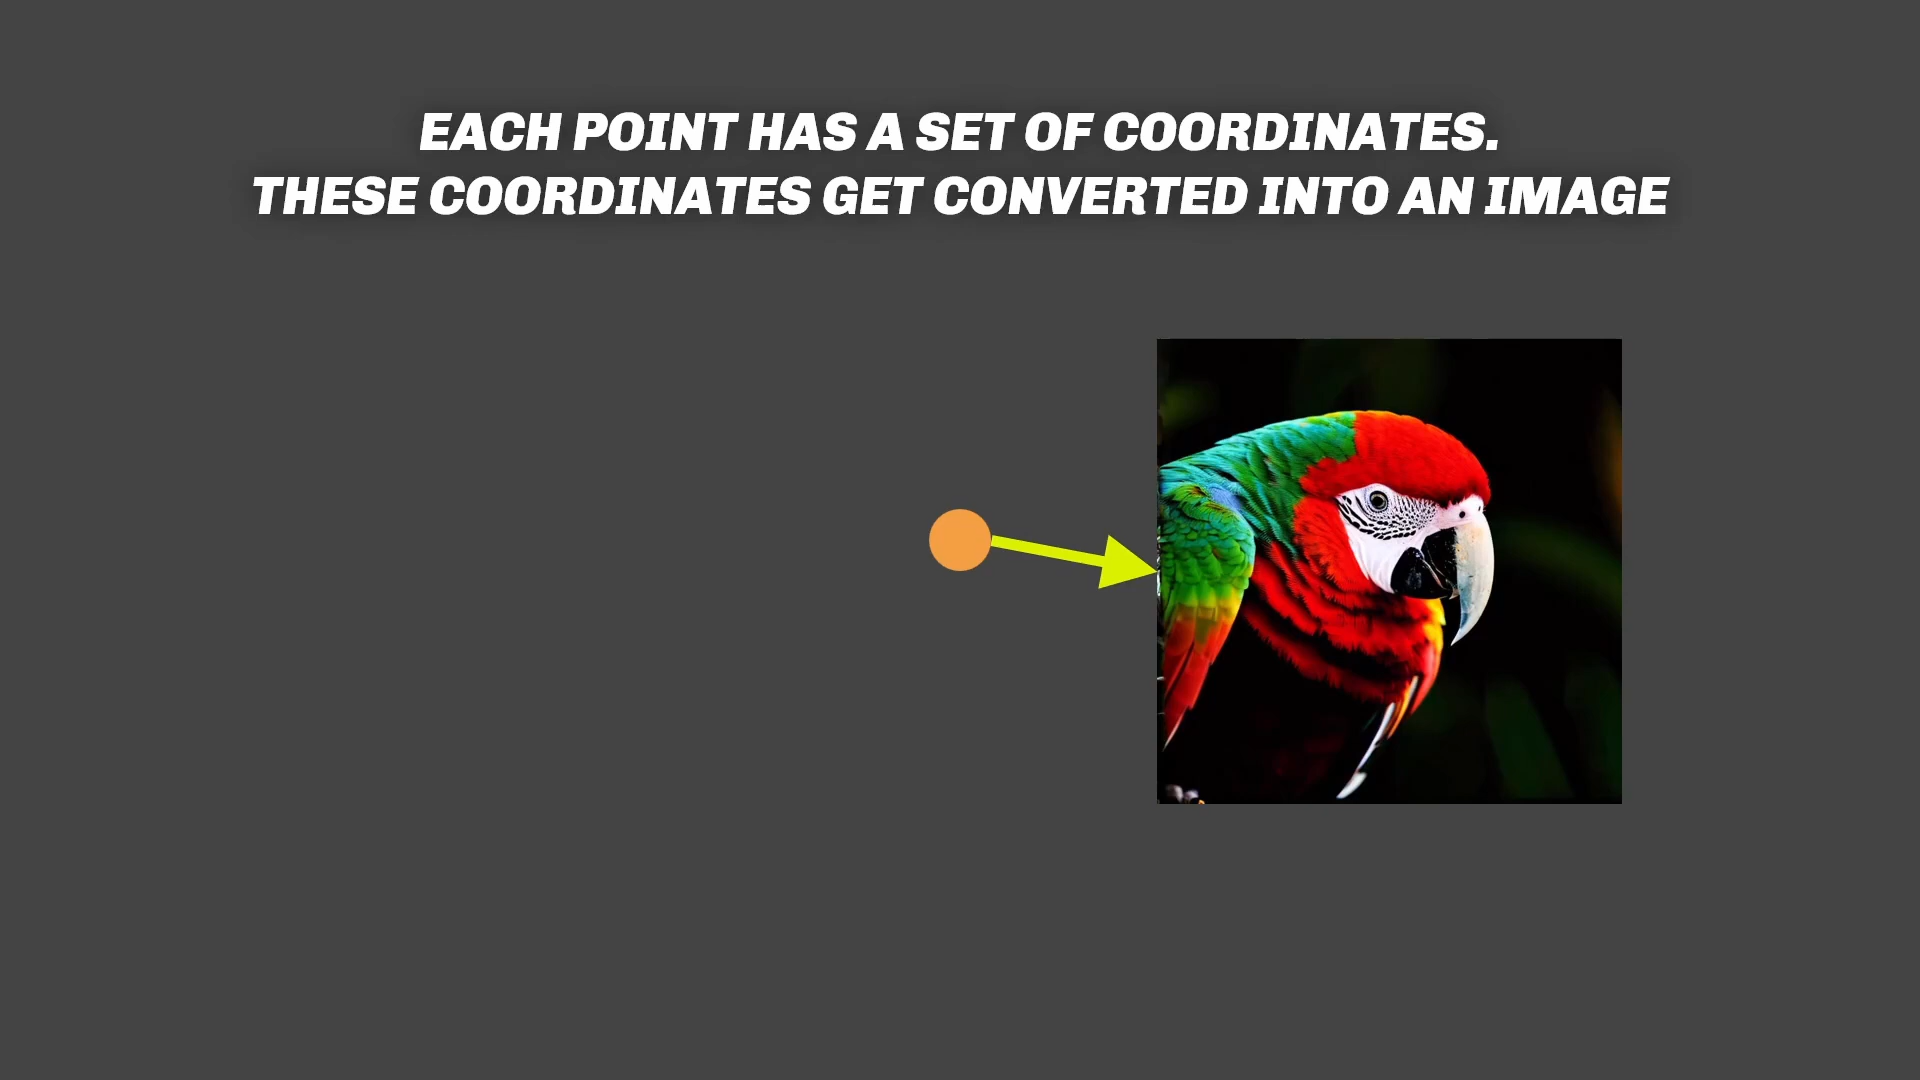 EACH POINT HAS A SET OF COORDINATES.
THESE COORDINATES GET CONVERTED INTO AN IMAGE